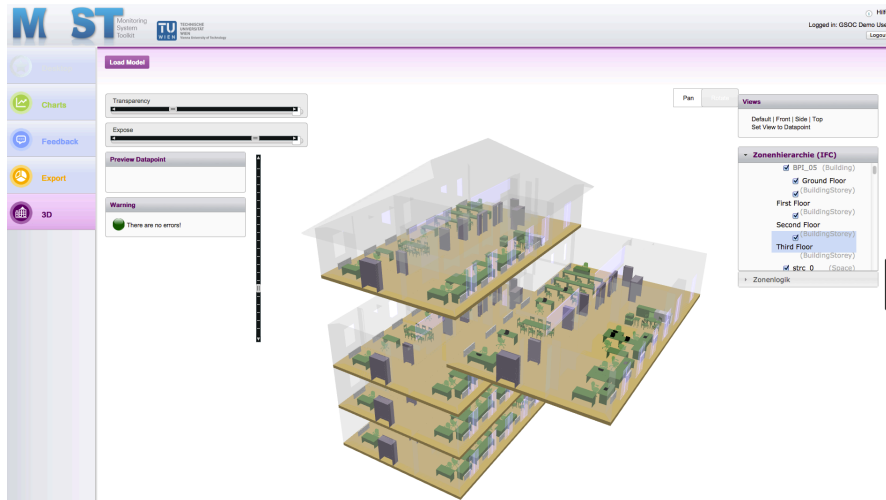 M ST
Monitoring
System
Toolkit
TU
WIEN
TECHNISCHE
UNIVERSITÄT
WIEN
Vienna University of Technology
Hilf
Logged in: GSOC Demo Use
Logou
Load Model
Charts
Feedback
Export
3D
Transparency
Expose
Preview Datapoint
Warning
There are no errors!
Pan
Views
Default | Front | Side | Top
Set View to Datapoint
Zonenhierarchie (IFC)
BPI_05 (Building)
Ground Floor
(BuildingStorey)
First Floor
(BuildingStorey)
Second Floor
(BuildingStorey)
Third Floor
(BuildingStorey)
strc_0 (Space)
Zonenlogik